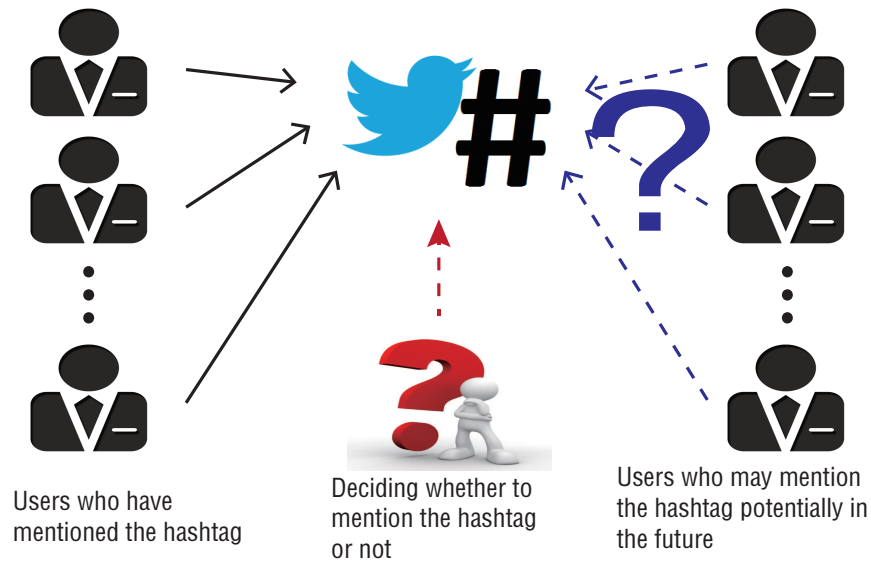 #
?
?
Users who have
mentioned the hashtag
Deciding whether to
mention the hashtag
or not
Users who may mention
the hashtag potentially in
the future